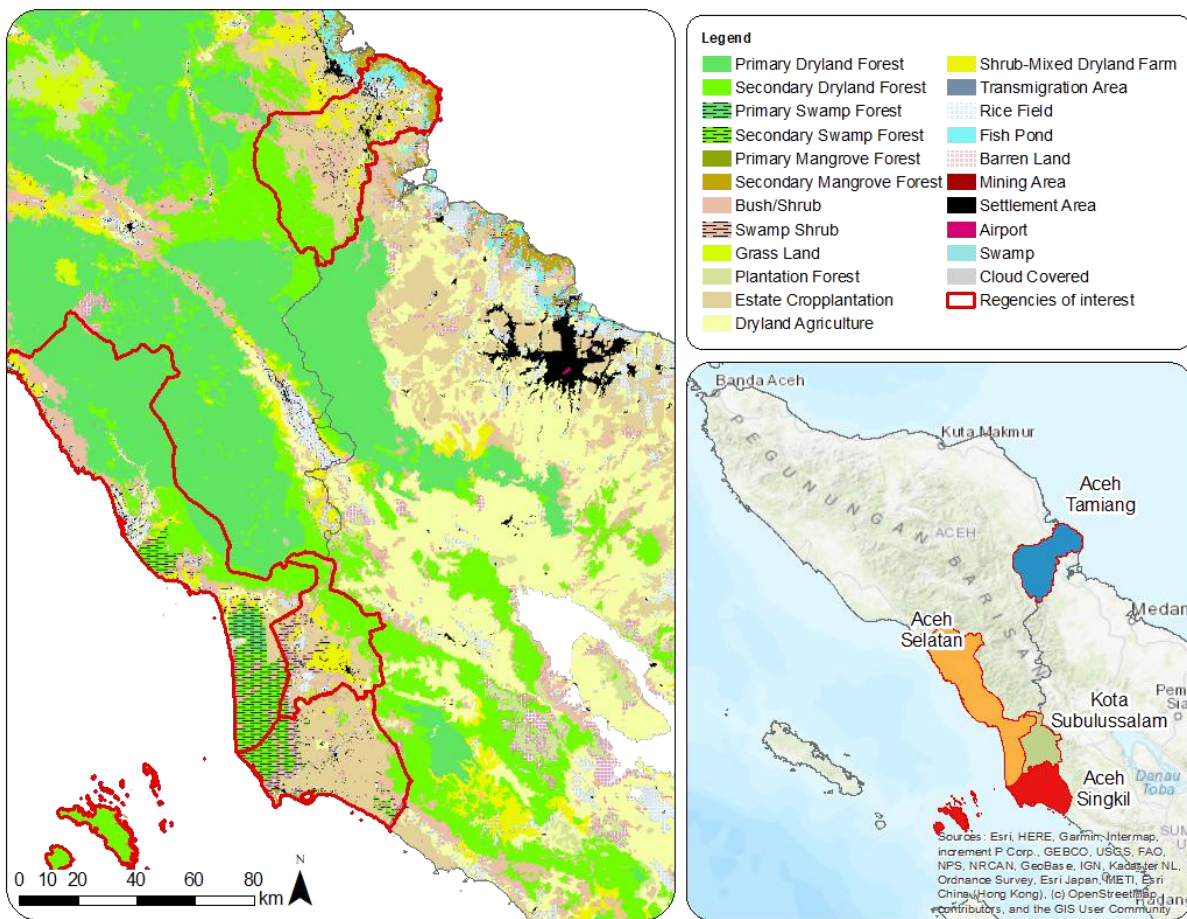 Legend
Primary Dryland Forest
Secondary Dryland Forest
Primary Swamp Forest
Secondary Swamp Forest
Primary Mangrove Forest
Secondary Mangrove Forest
Bush/Shrub
Swamp Shrub
Grass Land
Plantation Forest
Estate Cropplantation
Dryland Agriculture
Shrub-Mixed Dryland Farm
Transmigration Area
Rice Field
Fish Pond
Barren Land
Mining Area
Settlement Area
Airport
Swamp
Cloud Covered
Regencies of interest
N
0 10 20 40 60 80
km
Banda Aceh
Kuta Makmur
PEGUNUNGAN BARISAN
ACEH
Aceh
Tamiang
Medan
Aceh
Selatan
Kota
Subulussalam
Pem
Sia
Aceh
Singkil
Danau
Toba
SUM
U
Sources: Esri, HERE, Garmin, Intermap,
increment P Corp., GEBCO, USGS, FAO,
NPS, NRCAN, GeoBase, IGN, Kadaster NL,
Ordnance Survey, Esri Japan, METI, Esri
China (Hong Kong), (c) OpenStreetMap
contributors, and the GIS User Community
Padang